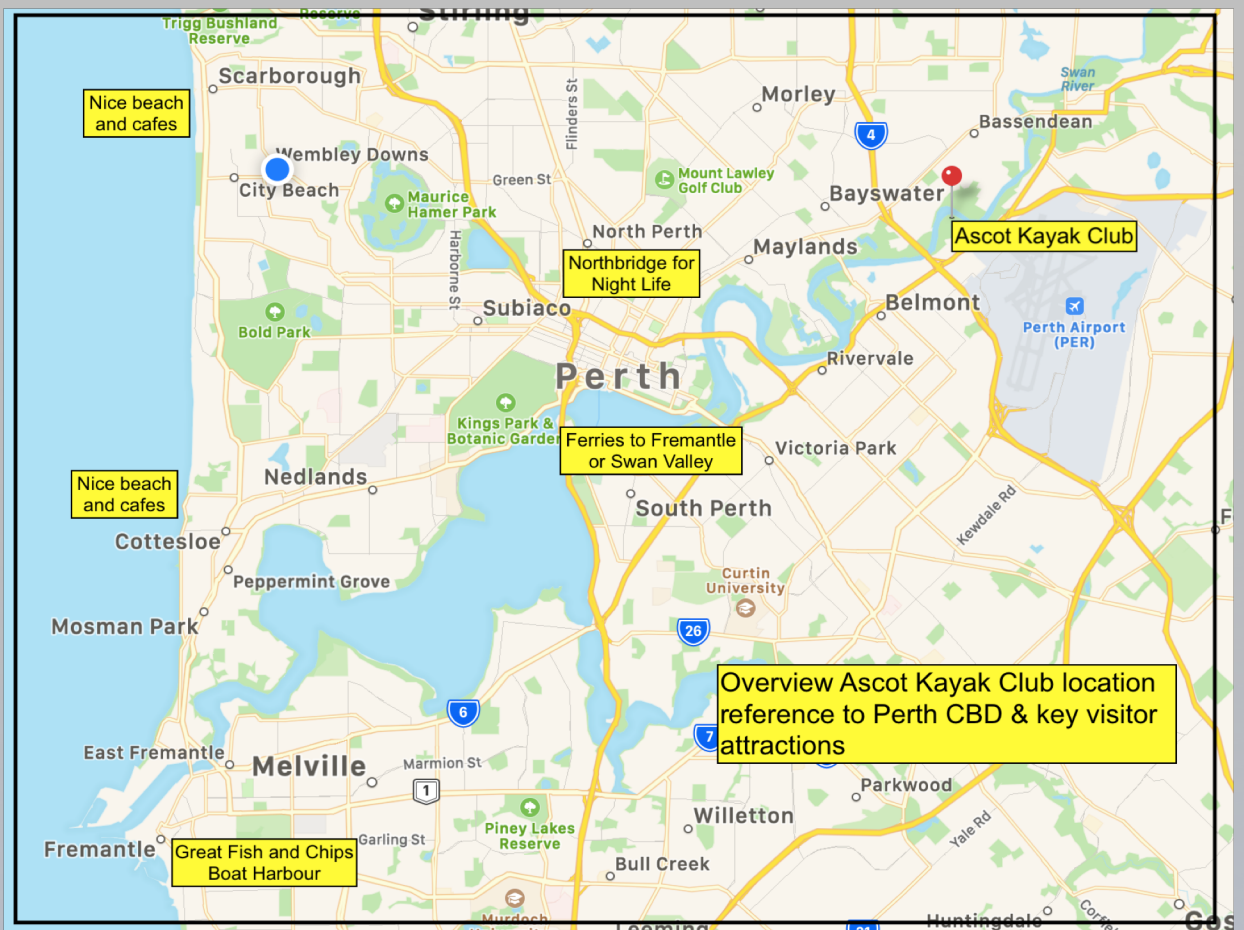 Trigg Bushland
Reserve
Reserve
Stirling
Scarborough
Nice beach
and cafes
Flinders St
Morley
Swan
River
Bassendean
4
Wembley Downs
City Beach
Green St
Mount Lawley
Golf Club
Bayswater
Maurice
Hamer Park
North Perth
Maylands
Ascot Kayak Club
Harborne St
Northbridge for
Night Life
Subiaco
Belmont
Bold Park
Perth Airport
(PER)
Rivervale
Perth
Kings Park &
Botanic Garden
Ferries to Fremantle
or Swan Valley
Victoria Park
Nedlands
Nice beach
and cafes
South Perth
Kewdale Rd
F
Cottesloe
Peppermint Grove
Curtin
University
Mosman Park
26
Overview Ascot Kayak Club location
reference to Perth CBD & key visitor
attractions
6
7
East Fremantle
Melville
Marmion St
1
Parkwood
Piney Lakes
Reserve
Willetton
Yale Rd
Garling St
Fremantle
Great Fish and Chips
Boat Harbour
Bull Creek
Murdoch
Leeming
Huntingdale
Gos